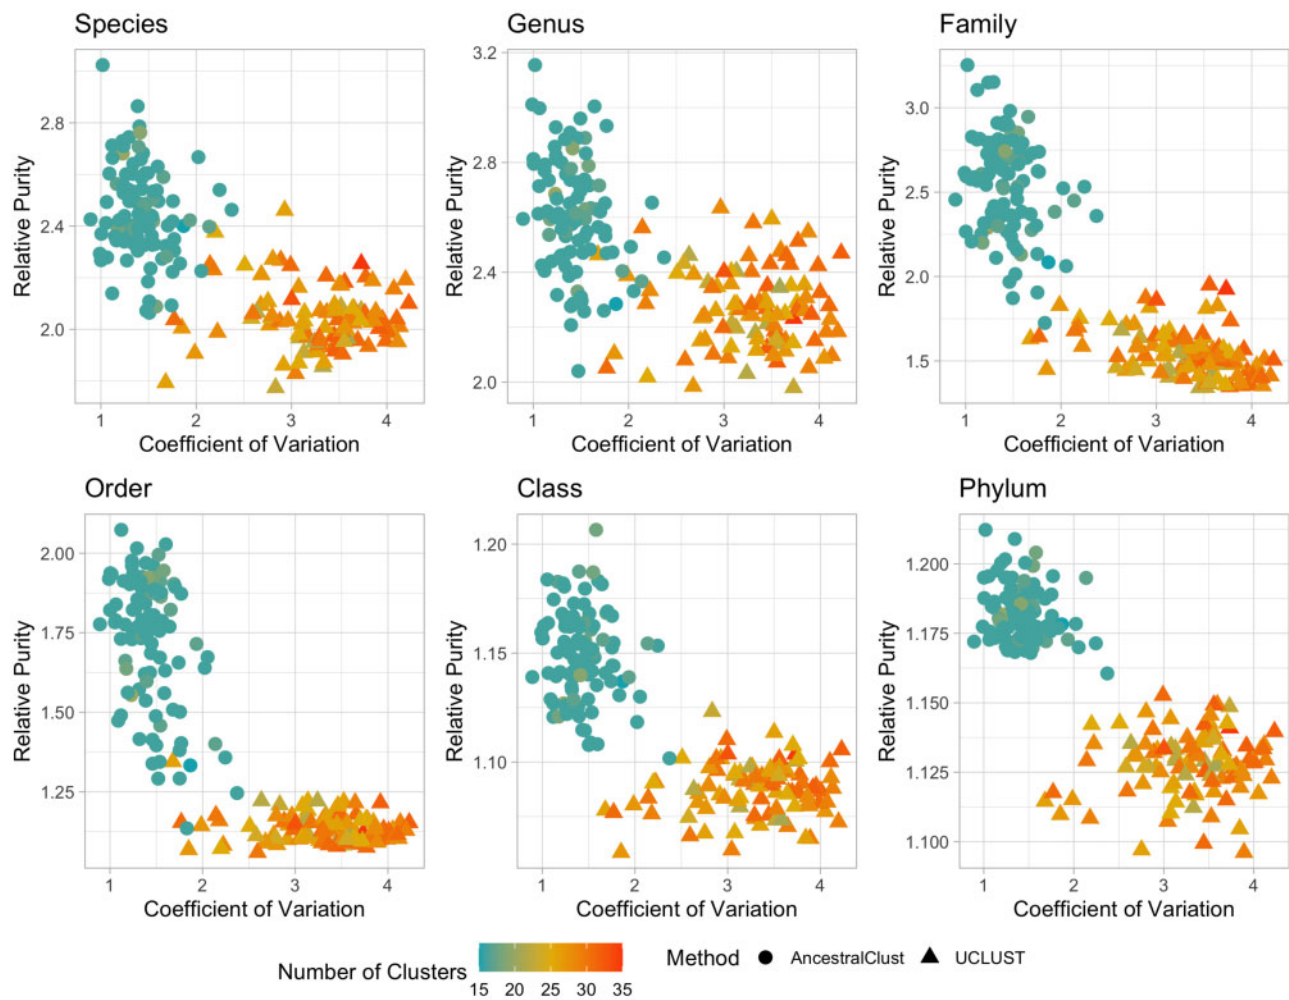 Species
Genus
Family
Relative Purity
2.8
2.4
2.0
1
2
3
4
Coefficient of Variation
Relative Purity
3.2
2.8
2.4
2.0
1
2
3
4
Coefficient of Variation
Relative Purity
3.0
2.5
2.0
1.5
1
2
3
4
Coefficient of Variation
Order
Class
Phylum
Relative Purity
2.00
1.75
1.50
1.25
1
2
3
4
Coefficient of Variation
Relative Purity
1.20
1.15
1.10
1
2
3
4
Coefficient of Variation
Relative Purity
1.200
1.175
1.150
1.125
1.100
1
2
3
4
Coefficient of Variation
Number of Clusters
15 20 25 30 35
Method AncestralClust UCLUST